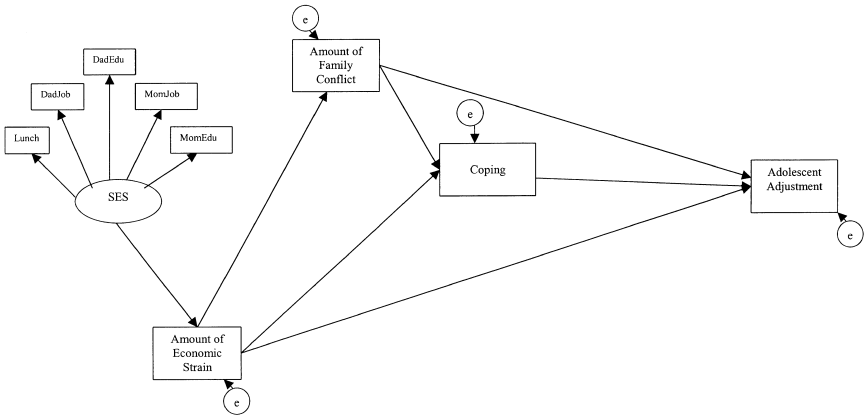 e
Amount of
Family
Conflict
DadEdu
DadJob
MomJob
Lunch
MomEdu
SES
e
Coping
Adolescent
Adjustment
e
Amount of
Economic
Strain
e